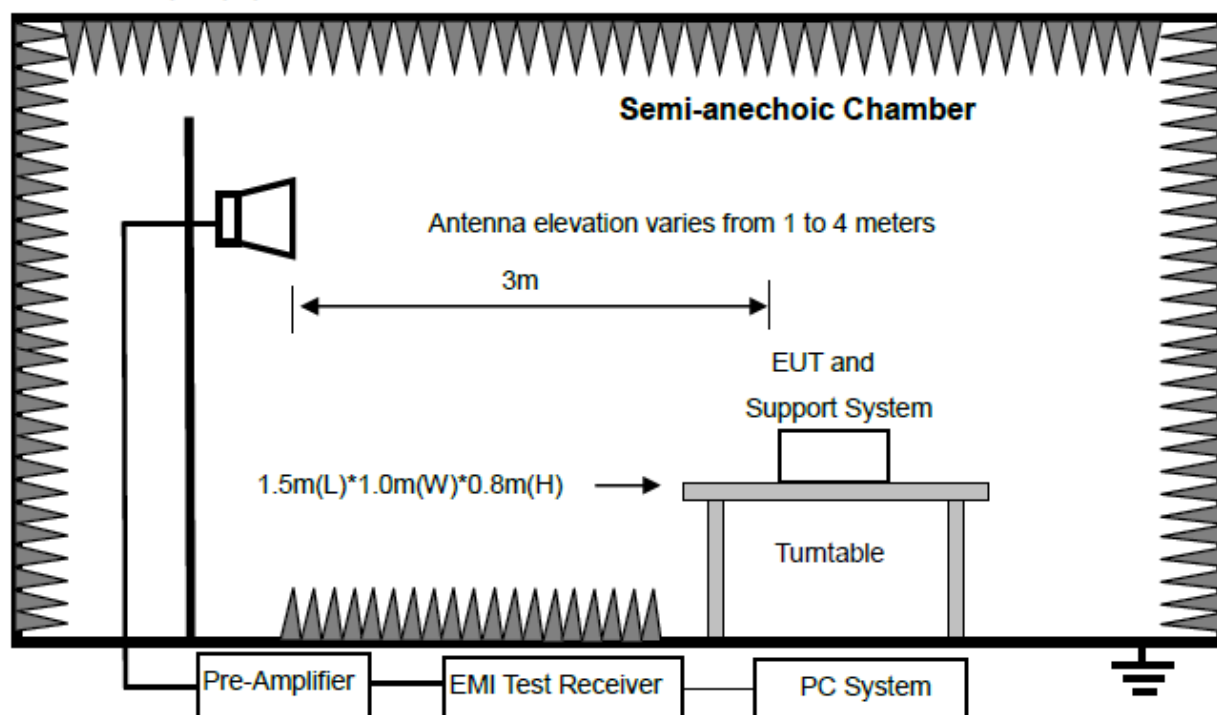 Semi-anechoic Chamber
Antenna elevation varies from 1 to 4 meters
3m
EUT and
Support System
1.5m(L)*1.0m(W)*0.8m(H)
Turntable
Pre-Amplifier
EMI Test Receiver
PC System